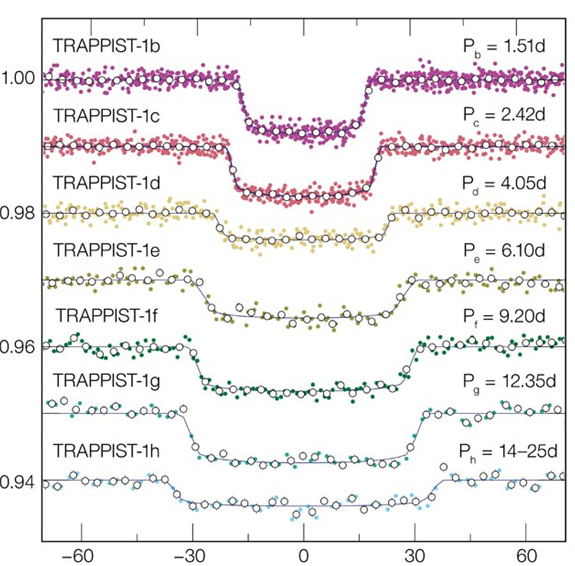 TRAPPIST-1b P_b = 1.51d
1.00
TRAPPIST-1c P_c = 2.42d
TRAPPIST-1d P_d = 4.05d
0.98
TRAPPIST-1e P_e = 6.10d
TRAPPIST-1f P_f = 9.20d
0.96
TRAPPIST-1g P_g = 12.35d
TRAPPIST-1h P_h = 14–25d
0.94
−60 −30 0 30 60